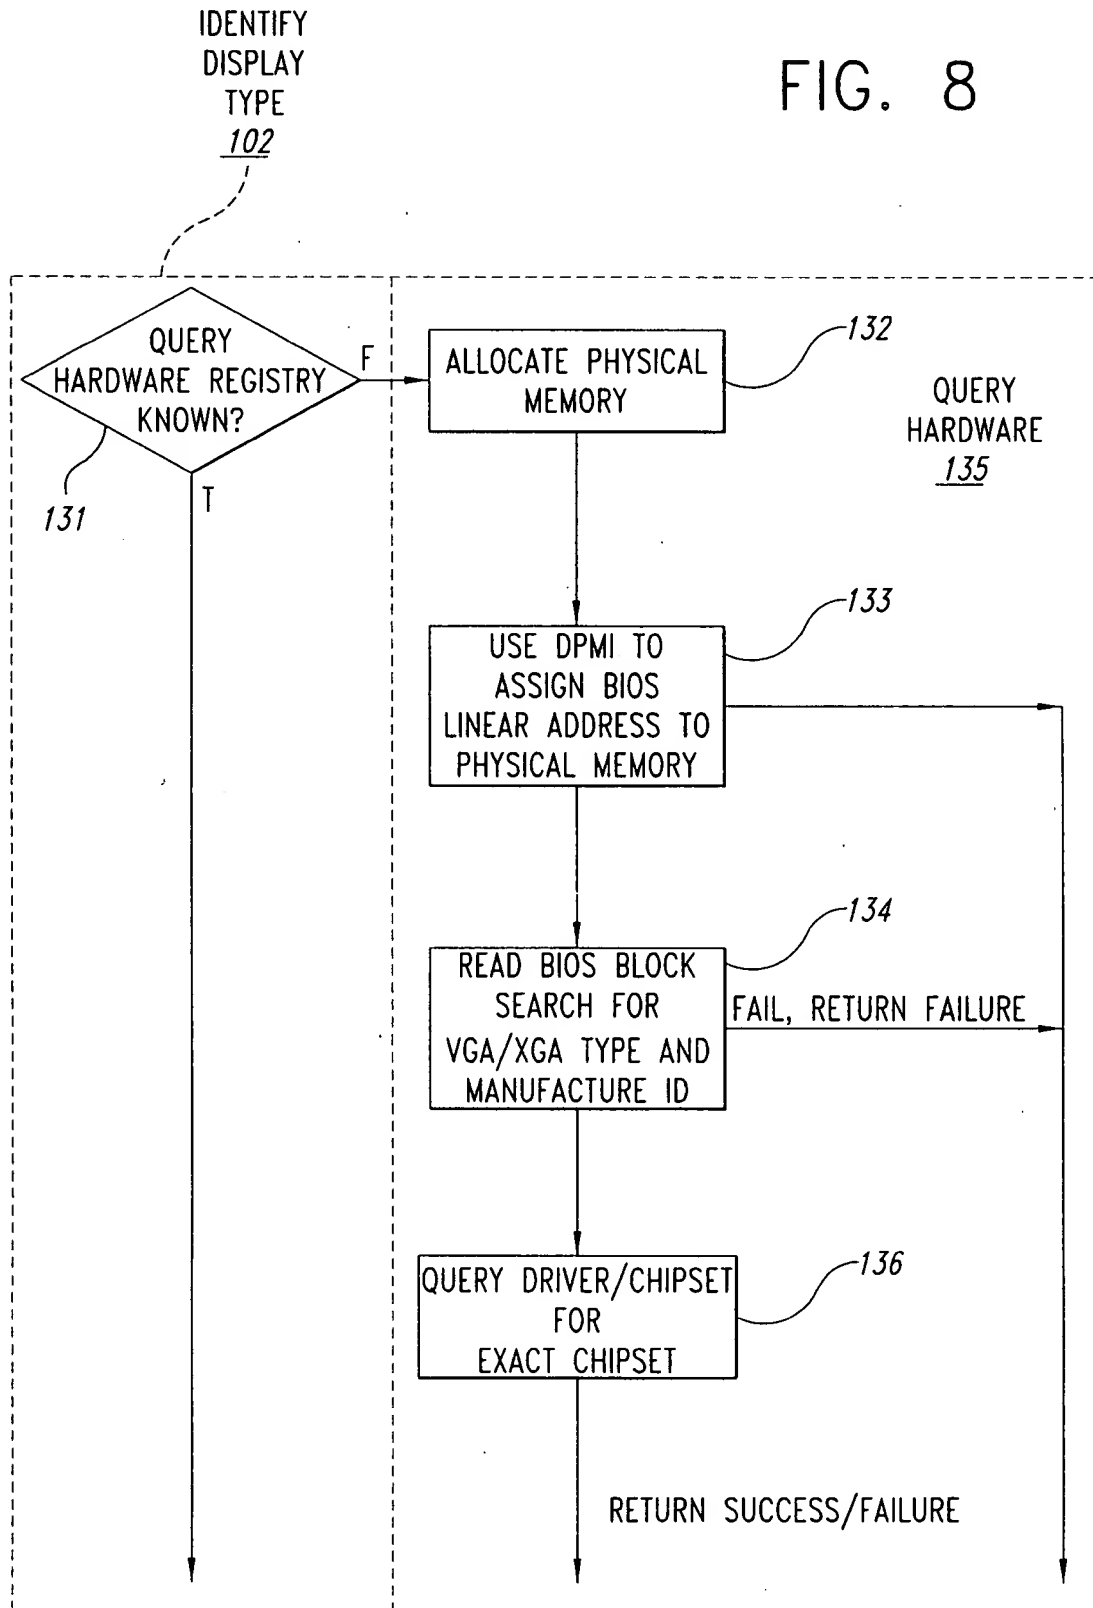 IDENTIFY
DISPLAY
TYPE
102
FIG. 8
QUERY
HARDWARE REGISTRY
KNOWN?
F
T
131
ALLOCATE PHYSICAL
MEMORY
132
QUERY
HARDWARE
135
USE DPMI TO
ASSIGN BIOS
LINEAR ADDRESS TO
PHYSICAL MEMORY
133
READ BIOS BLOCK
SEARCH FOR
VGA/XGA TYPE AND
MANUFACTURE ID
134
FAIL, RETURN FAILURE
QUERY DRIVER/CHIPSET
FOR
EXACT CHIPSET
136
RETURN SUCCESS/FAILURE